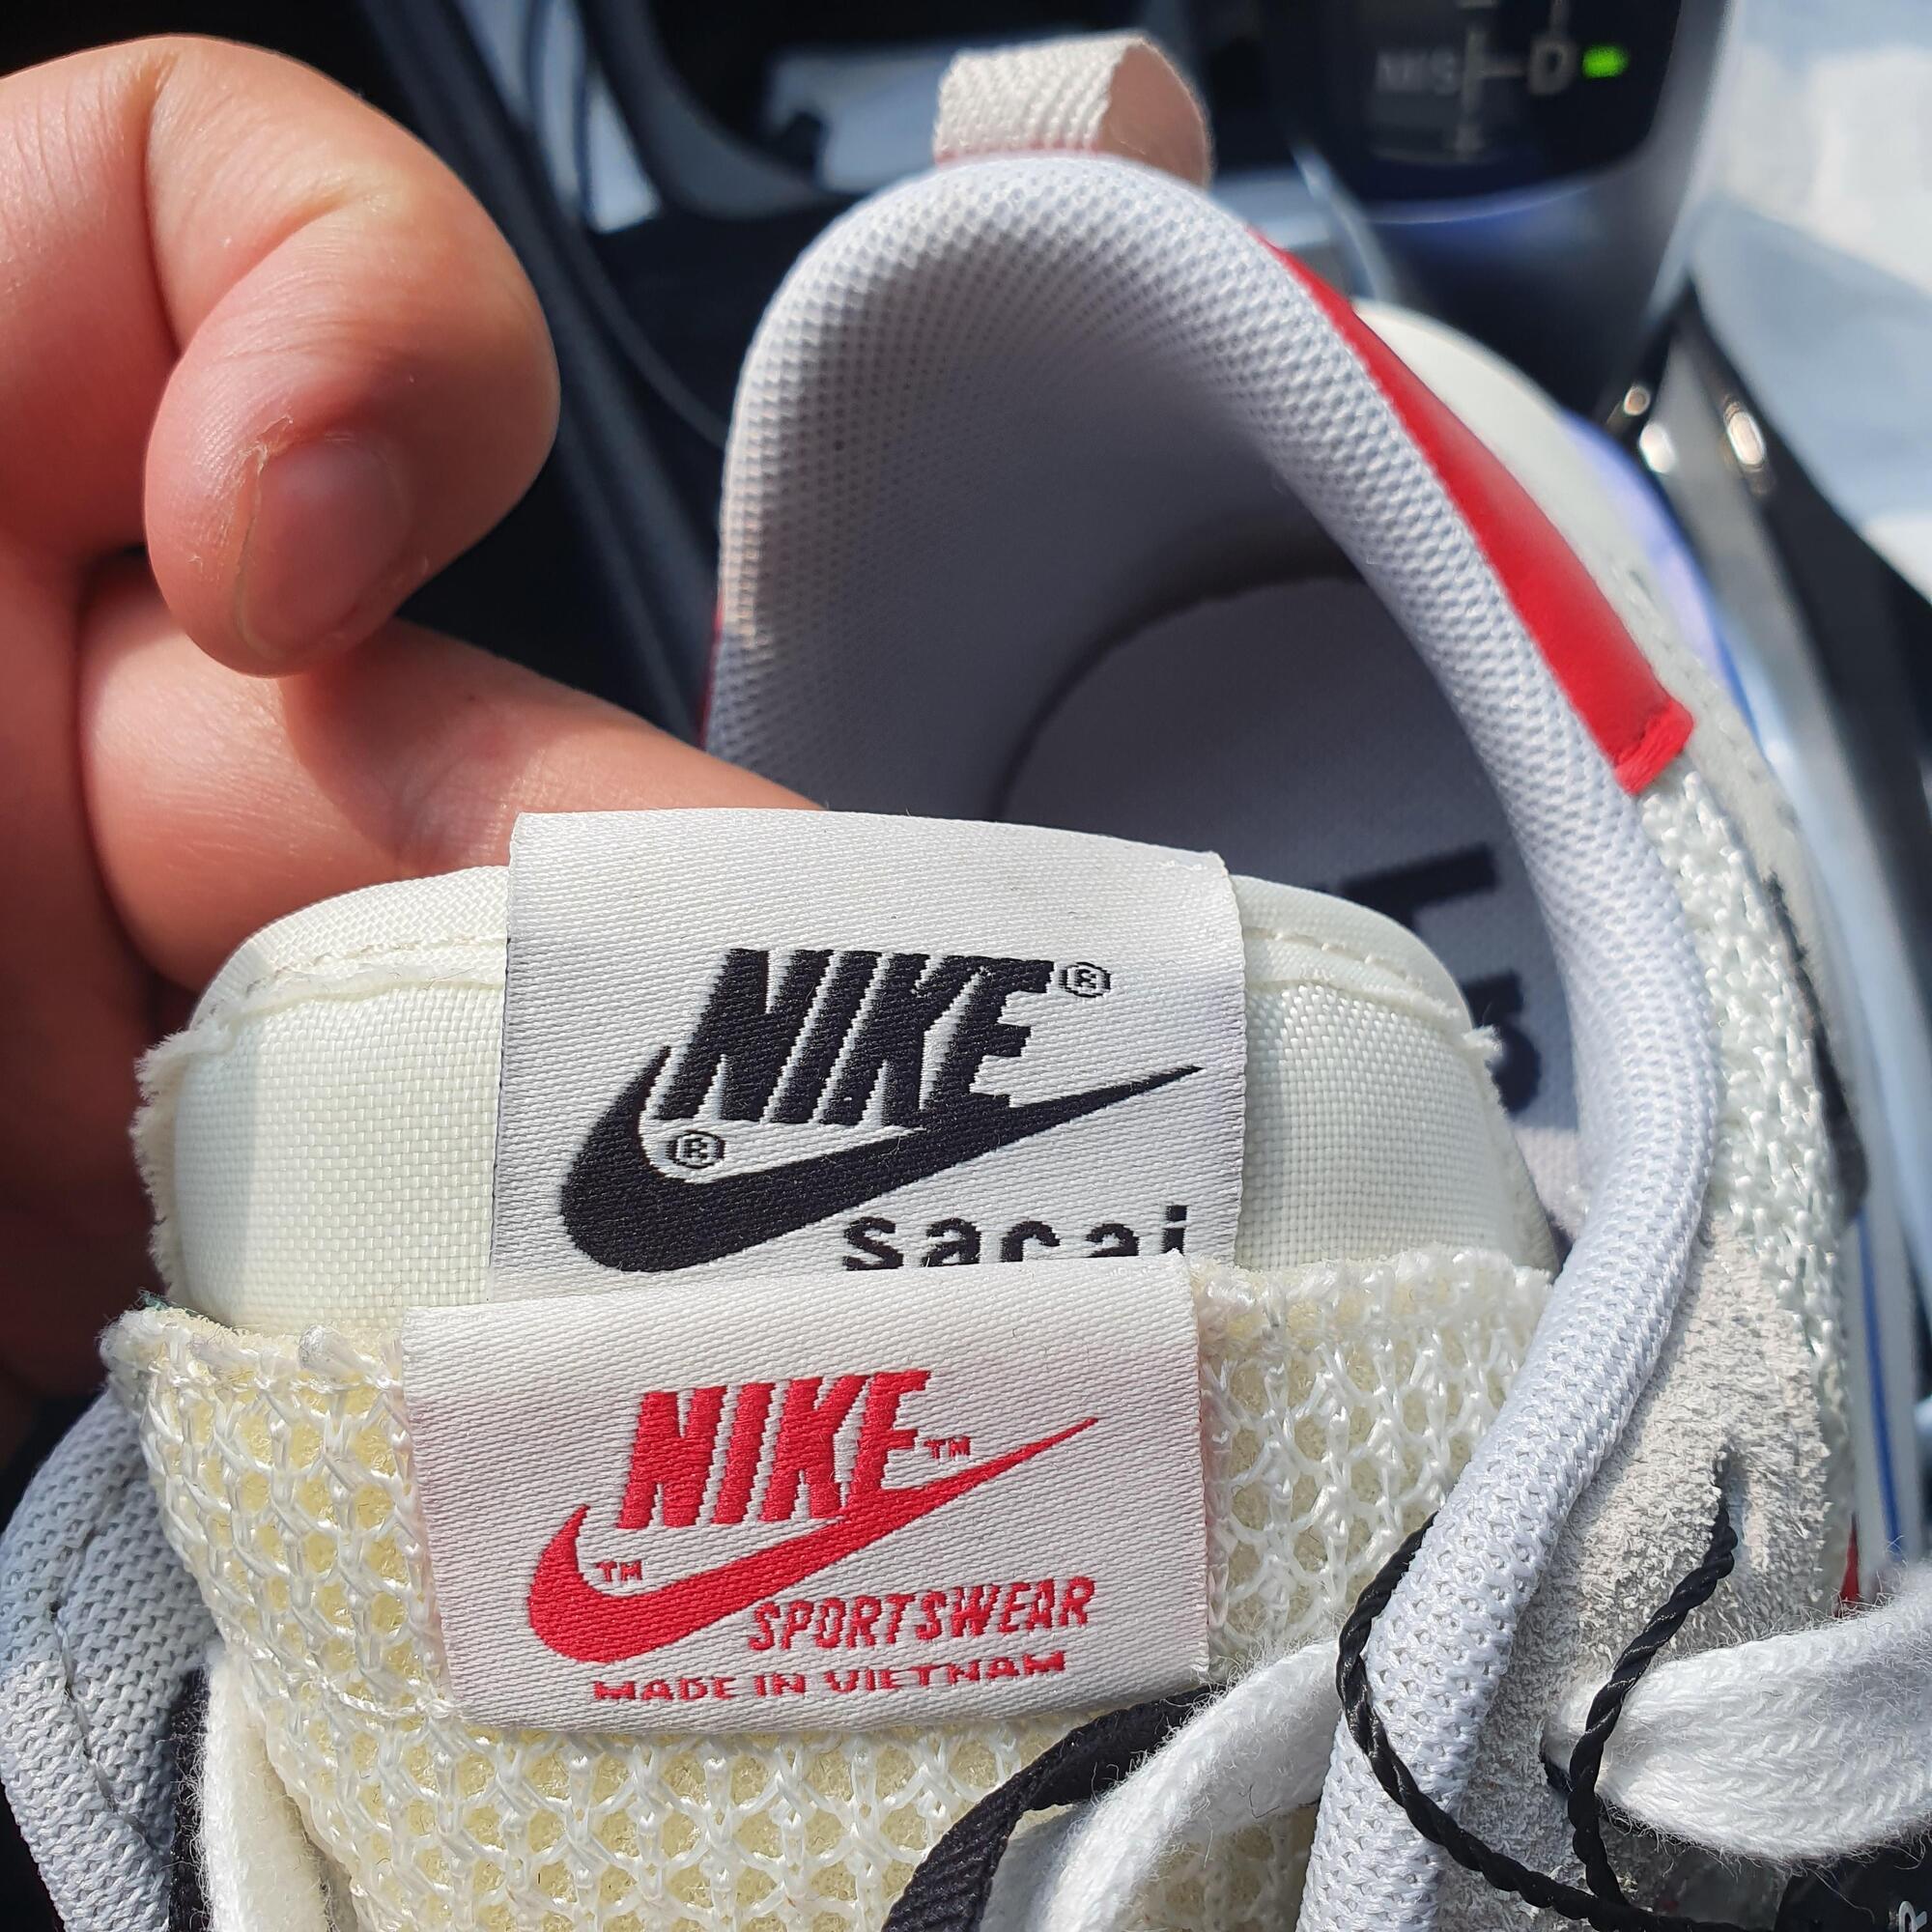 D
NIKE®
®
sacai
NIKE™
™
SPORTSWEAR
MADE IN VIETNAM